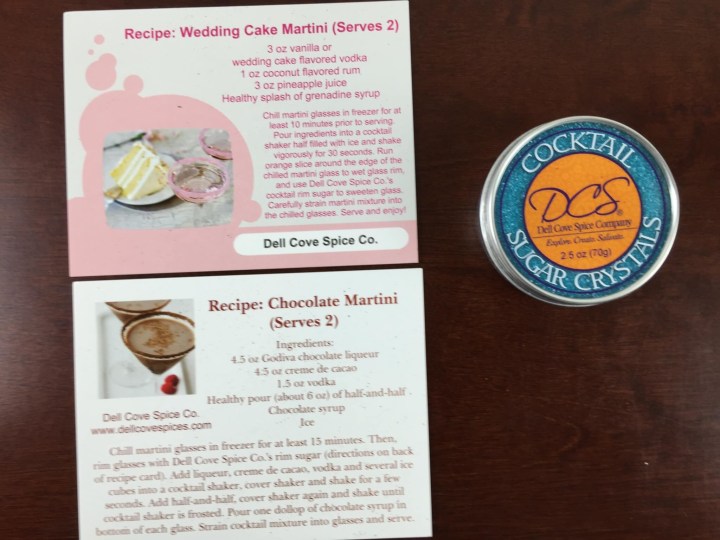 Recipe: Wedding Cake Martini (Serves 2)
3 oz vanilla or
wedding cake flavored vodka
1 oz coconut flavored rum
3 oz pineapple juice
Healthy splash of grenadine syrup
Chill martini glasses in freezer for at
least 10 minutes prior to serving.
Pour ingredients into a cocktail
shaker half filled with ice and shake
vigorously for 30 seconds. Run
orange slice around the edge of the
chilled martini glass to wet glass rim,
and use Dell Cove Spice Co.'s
cocktail rim sugar to sweeten glass.
Carefully strain martini mixture into
the chilled glasses. Serve and enjoy!
Dell Cove Spice Co.
Recipe: Chocolate Martini
(Serves 2)
Ingredients:
4.5 oz Godiva chocolate liqueur
4.5 oz creme de cacao
1.5 oz vodka
Healthy pour (about 6 oz) of half-and-half
Chocolate syrup
Ice
Dell Cove Spice Co.
www.dellcovespices.com
Chill martini glasses in freezer for at least 15 minutes. Then,
rim glasses with Dell Cove Spice Co.'s rim sugar (directions on back
of recipe card). Add liqueur, creme de cacao, vodka and several ice
cubes into a cocktail shaker, cover shaker and shake for a few
seconds. Add half-and-half, cover shaker again and shake until
cocktail shaker is frosted. Pour one dollop of chocolate syrup in
bottom of each glass. Strain cocktail mixture into glasses and serve.
COCKTAIL
DCS®
Dell Cove Spice Company
Explore. Create. Salivate.
2.5 oz (70g)
SUGAR CRYSTALS